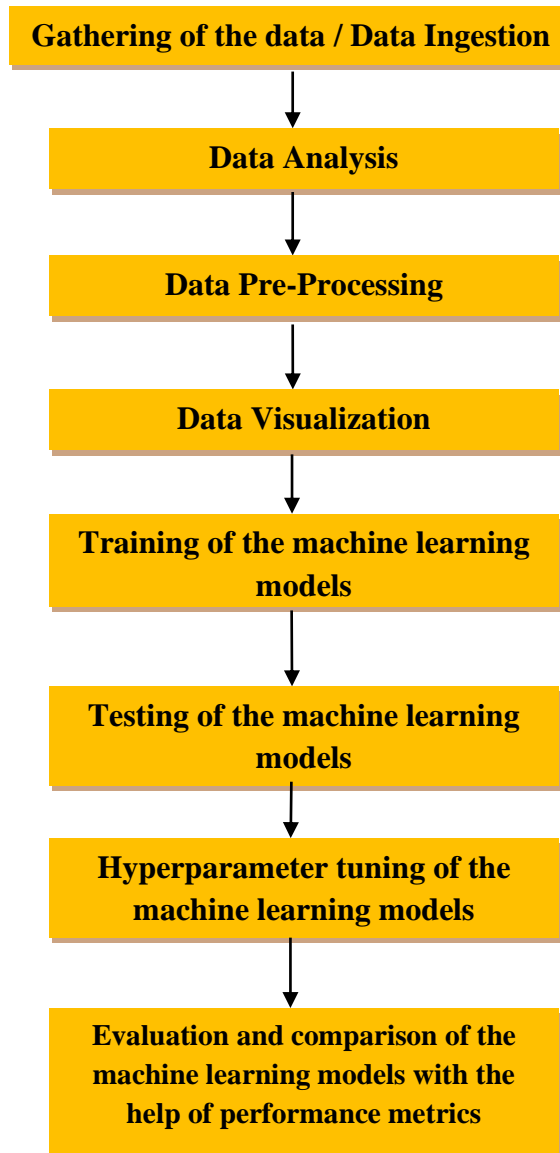 Gathering of the data / Data Ingestion
Data Analysis
Data Pre-Processing
Data Visualization
Training of the machine learning
models
Testing of the machine learning
models
Hyperparameter tuning of the
machine learning models
Evaluation and comparison of the
machine learning models with the
help of performance metrics